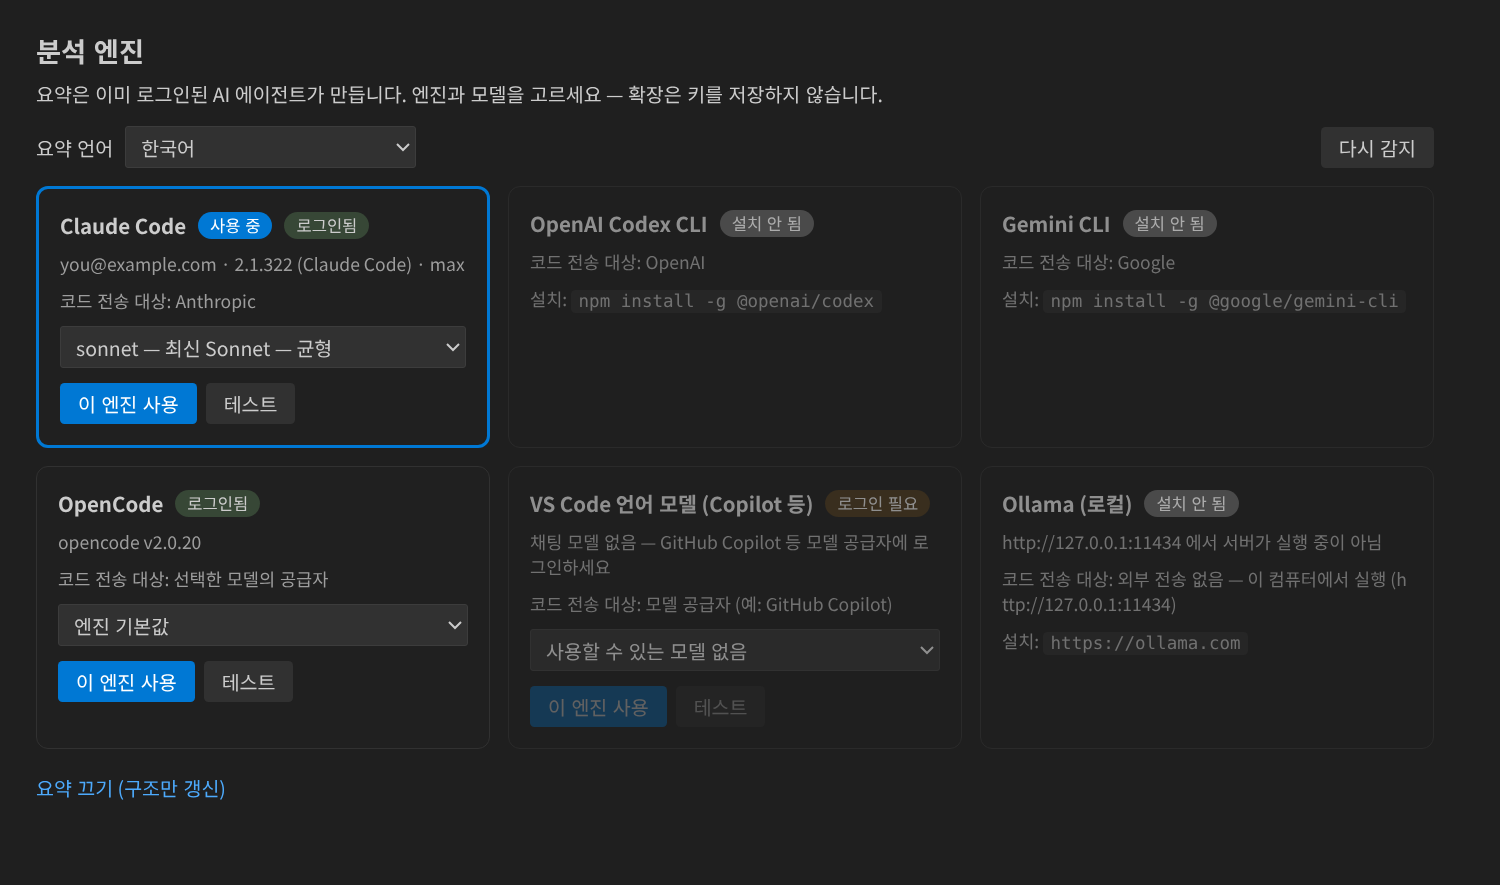 분석 엔진
요약은 이미 로그인된 AI 에이전트가 만듭니다. 엔진과 모델을 고르세요 — 확장은 키를 저장하지 않습니다.
요약 언어 한국어 다시 감지
Claude Code 사용 중 로그인됨
you@example.com · 2.1.322 (Claude Code) · max
코드 전송 대상: Anthropic
sonnet — 최신 Sonnet — 균형
이 엔진 사용 테스트
OpenAI Codex CLI 설치 안 됨
코드 전송 대상: OpenAI
설치: npm install -g @openai/codex
Gemini CLI 설치 안 됨
코드 전송 대상: Google
설치: npm install -g @google/gemini-cli
OpenCode 로그인됨
opencode v2.0.20
코드 전송 대상: 선택한 모델의 공급자
엔진 기본값
이 엔진 사용 테스트
VS Code 언어 모델 (Copilot 등) 로그인 필요
채팅 모델 없음 — GitHub Copilot 등 모델 공급자에 로
그인하세요
코드 전송 대상: 모델 공급자 (예: GitHub Copilot)
사용할 수 있는 모델 없음
이 엔진 사용 테스트
Ollama (로컬) 설치 안 됨
http://127.0.0.1:11434 에서 서버가 실행 중이 아님
코드 전송 대상: 외부 전송 없음 — 이 컴퓨터에서 실행 (h
ttp://127.0.0.1:11434)
설치: https://ollama.com
요약 끄기 (구조만 갱신)